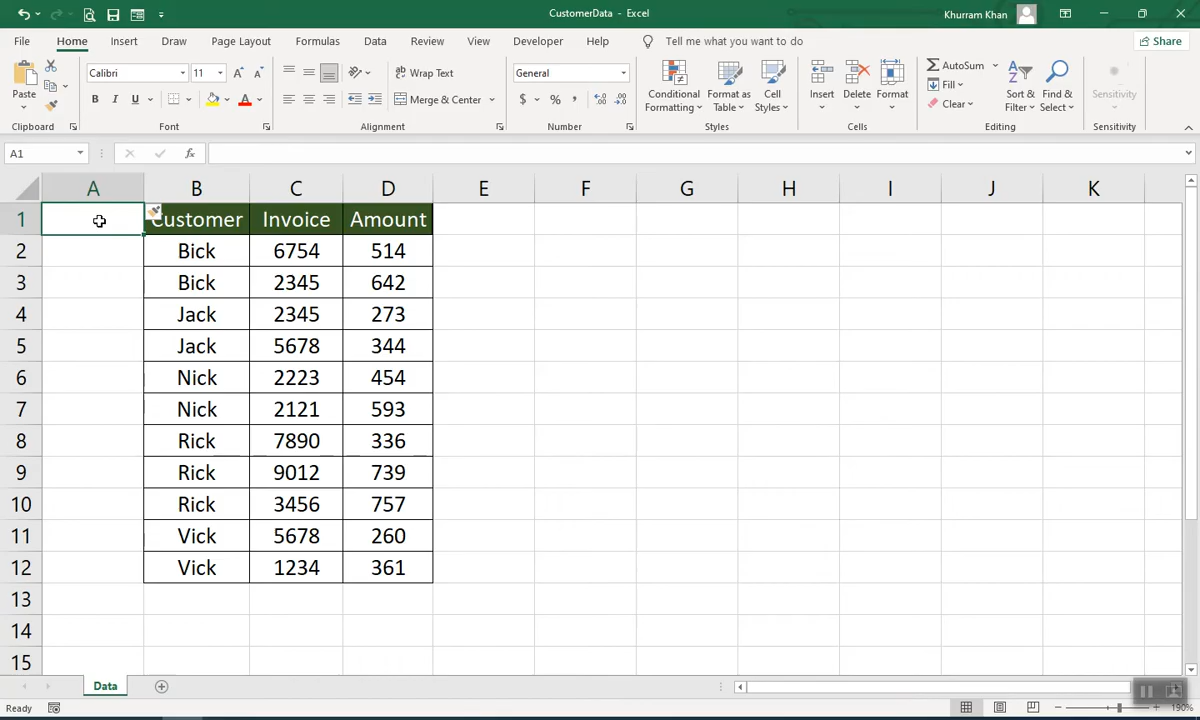 CustomerData - Excel
Khurram Khan
File Home Insert Draw Page Layout Formulas Data Review View Developer Help Tell me what you want to do Share
Calibri 11 Wrap Text General AutoSum
Paste Conditional Formatting Format as Table Cell Styles Insert Delete Format Fill Sort & Filter Find & Select Sensitivity
B I U Merge & Center $ % , Clear
Clipboard Font Alignment Number Styles Cells Editing Sensitivity
A1 fx
A B C D E F G H I J K
1 Customer Invoice Amount
2 Bick 6754 514
3 Bick 2345 642
4 Jack 2345 273
5 Jack 5678 344
6 Nick 2223 454
7 Nick 2121 593
8 Rick 7890 336
9 Rick 9012 739
10 Rick 3456 757
11 Vick 5678 260
12 Vick 1234 361
13
14
15
Data
Ready 190%